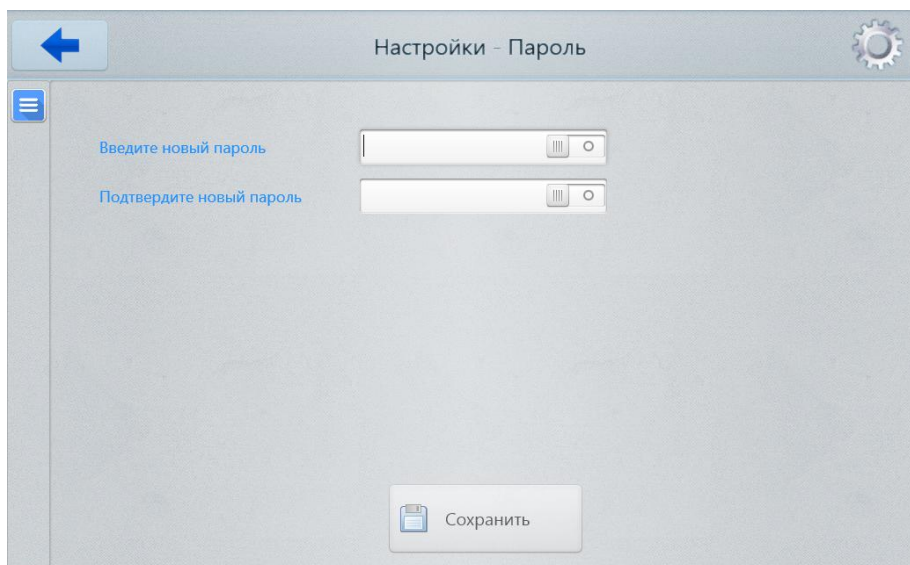 Настройки - Пароль
Введите новый пароль
Подтвердите новый пароль
Сохранить